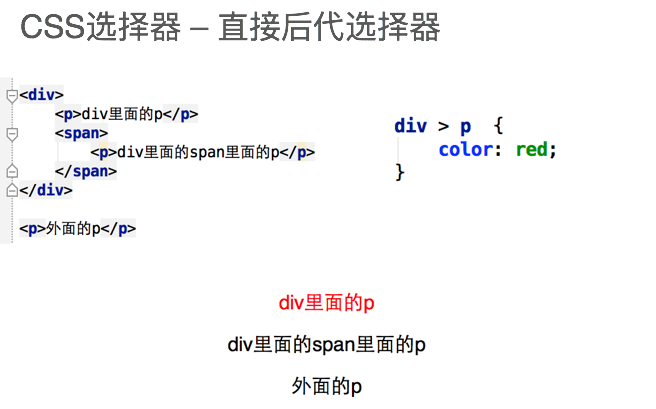 CSS选择器 – 直接后代选择器
<div>
<p>div里面的p</p>
<span>
<p>div里面的span里面的p</p>
</span>
</div>
<p>外面的p</p>
div > p {
color: red;
}
div里面的p
div里面的span里面的p
外面的p